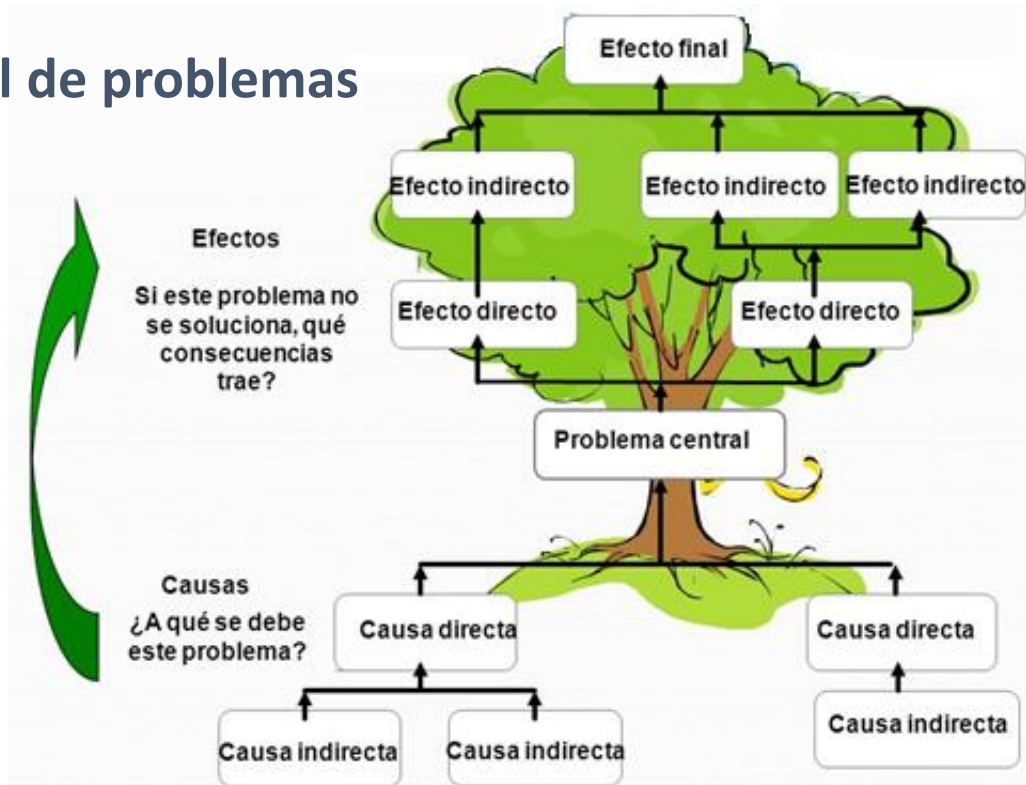 l de problemas
Efecto final
Efecto indirecto
Efecto indirecto
Efecto indirecto
Efectos
Si este problema no
se soluciona, qué
consecuencias
trae?
Efecto directo
Efecto directo
Problema central
Causas
¿A qué se debe
este problema?
Causa directa
Causa directa
Causa indirecta
Causa indirecta
Causa indirecta